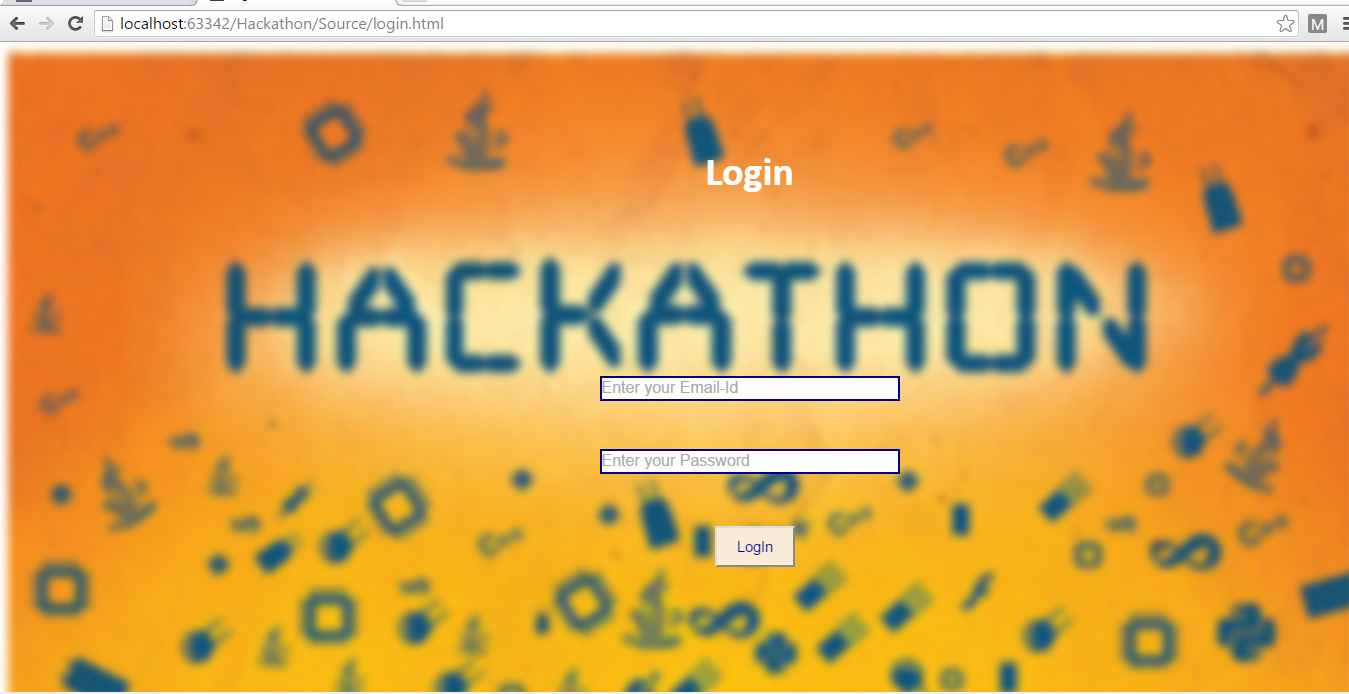 localhost:63342/Hackathon/Source/login.html
M
Login
HACKATHON
Enter your Email-Id
Enter your Password
LogIn